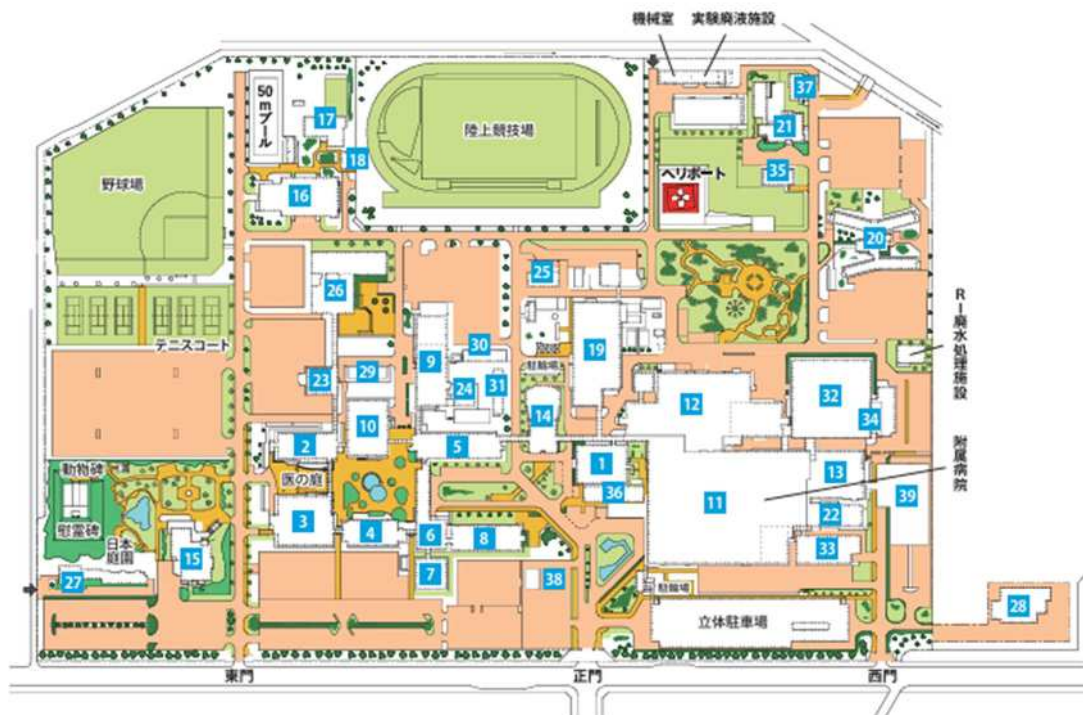 機械室 実験廃液施設
37
50mプール
17
陸上競技場
21
18
35
野球場
16
ヘリポート
20
25
26
RI廃水処理施設
テニスコート
30
9
19
29
23
駐輪場
24
31
12
32
10
14
34
2
5
附属病院
動物碑
医の庭
1
13
36
11
39
慰霊碑
3
4
6
8
22
日本
庭園
15
33
7
27
38
駐輪場
28
立体駐車場
東門
正門
西門